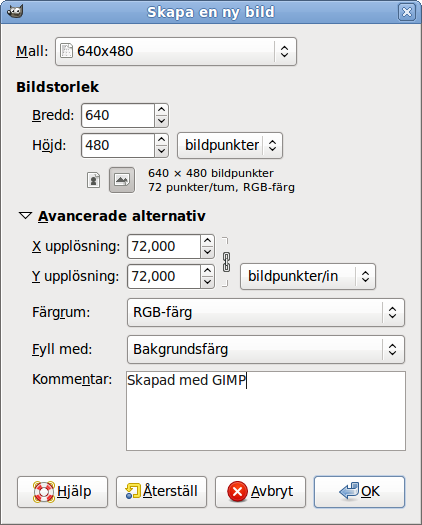 Skapa en ny bild
Mall: 640x480
Bildstorlek
Bredd: 640
Höjd: 480 bildpunkter
640 × 480 bildpunkter
72 punkter/tum, RGB-färg
Avancerade alternativ
X upplösning: 72,000
Y upplösning: 72,000 bildpunkter/in
Färgrum: RGB-färg
Fyll med: Bakgrundsfärg
Kommentar: Skapad med GIMP
Hjälp Återställ Avbryt OK